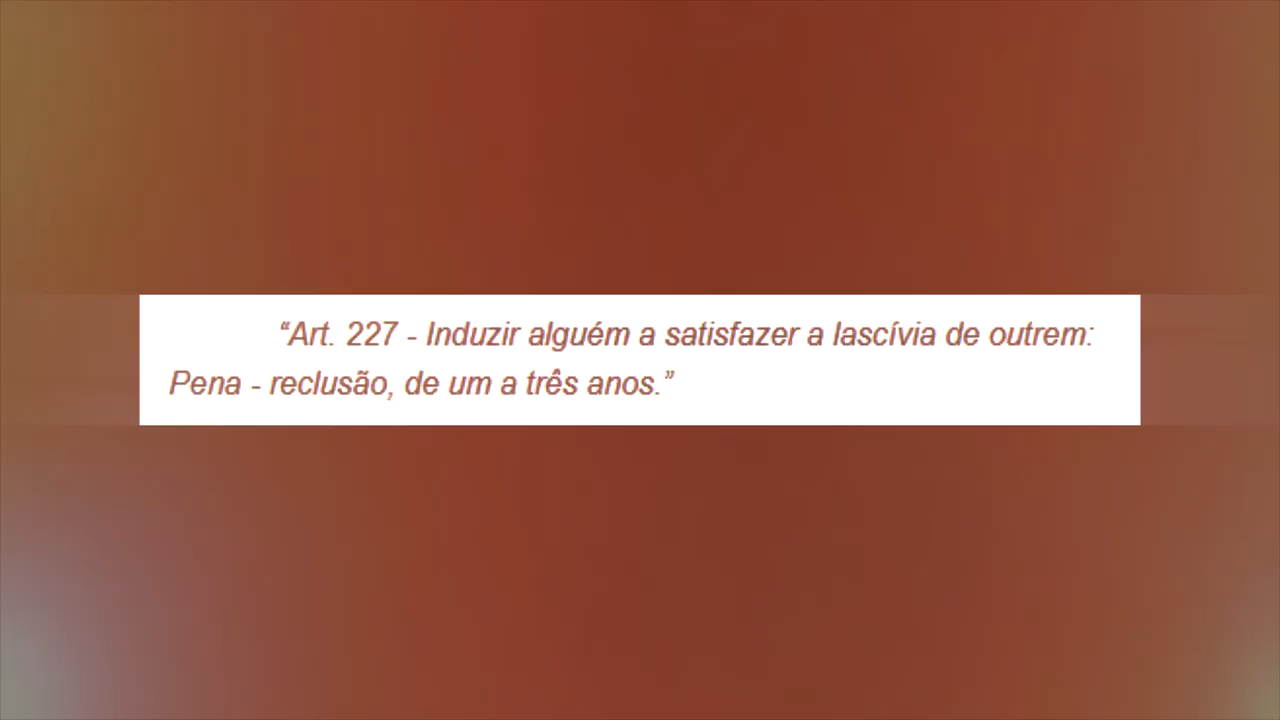 “Art. 227 - Induzir alguém a satisfazer a lascívia de outrem:
Pena - reclusão, de um a três anos.”